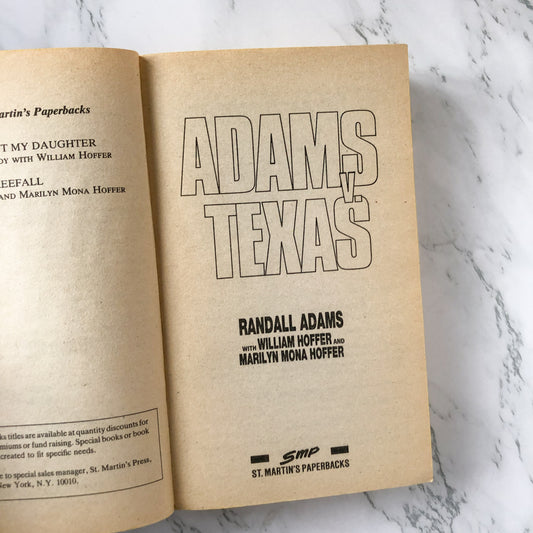 Martin's Paperbacks
T MY DAUGHTER
DY WITH WILLIAM HOFFER
EEFALL
AND MARILYN MONA HOFFER
ks titles are available at quantity discounts for
emiums or fund raising. Special books or book
created to fit specific needs.
e to special sales manager, St. Martin's Press,
New York, N.Y. 10010.
ADAMS
V.
TEXAS
RANDALL ADAMS
WITH WILLIAM HOFFER AND
MARILYN MONA HOFFER
SMP
ST. MARTIN'S PAPERBACKS